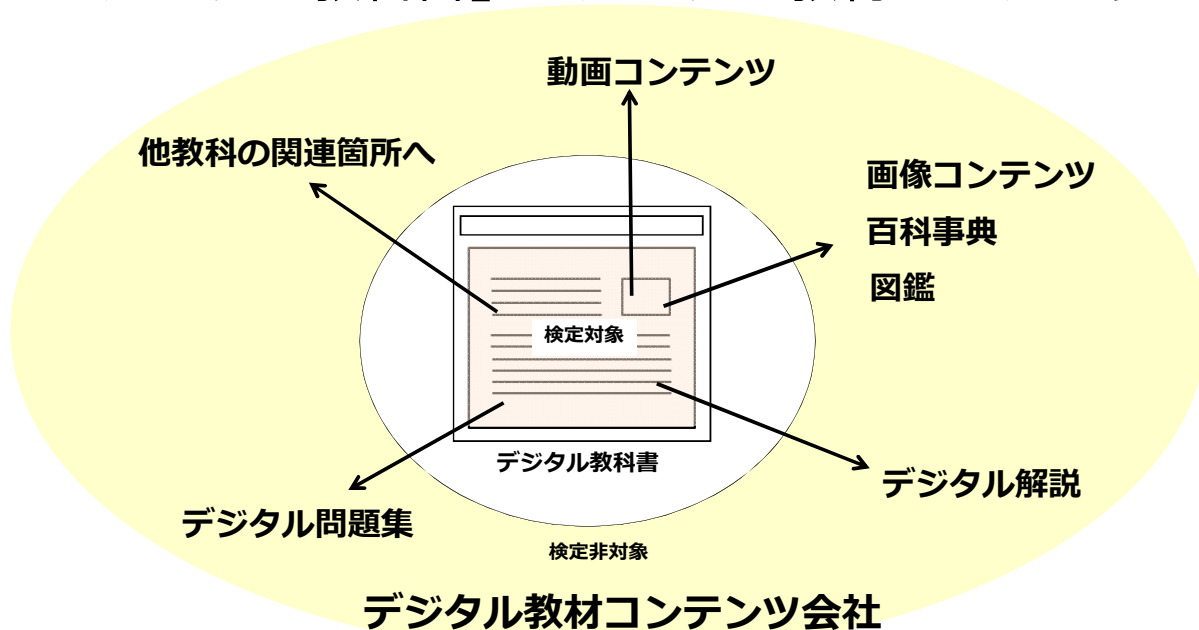 動画コンテンツ
他教科の関連箇所へ
画像コンテンツ
百科事典
図鑑
検定対象
デジタル教科書
デジタル解説
デジタル問題集
検定非対象
デジタル教材コンテンツ会社